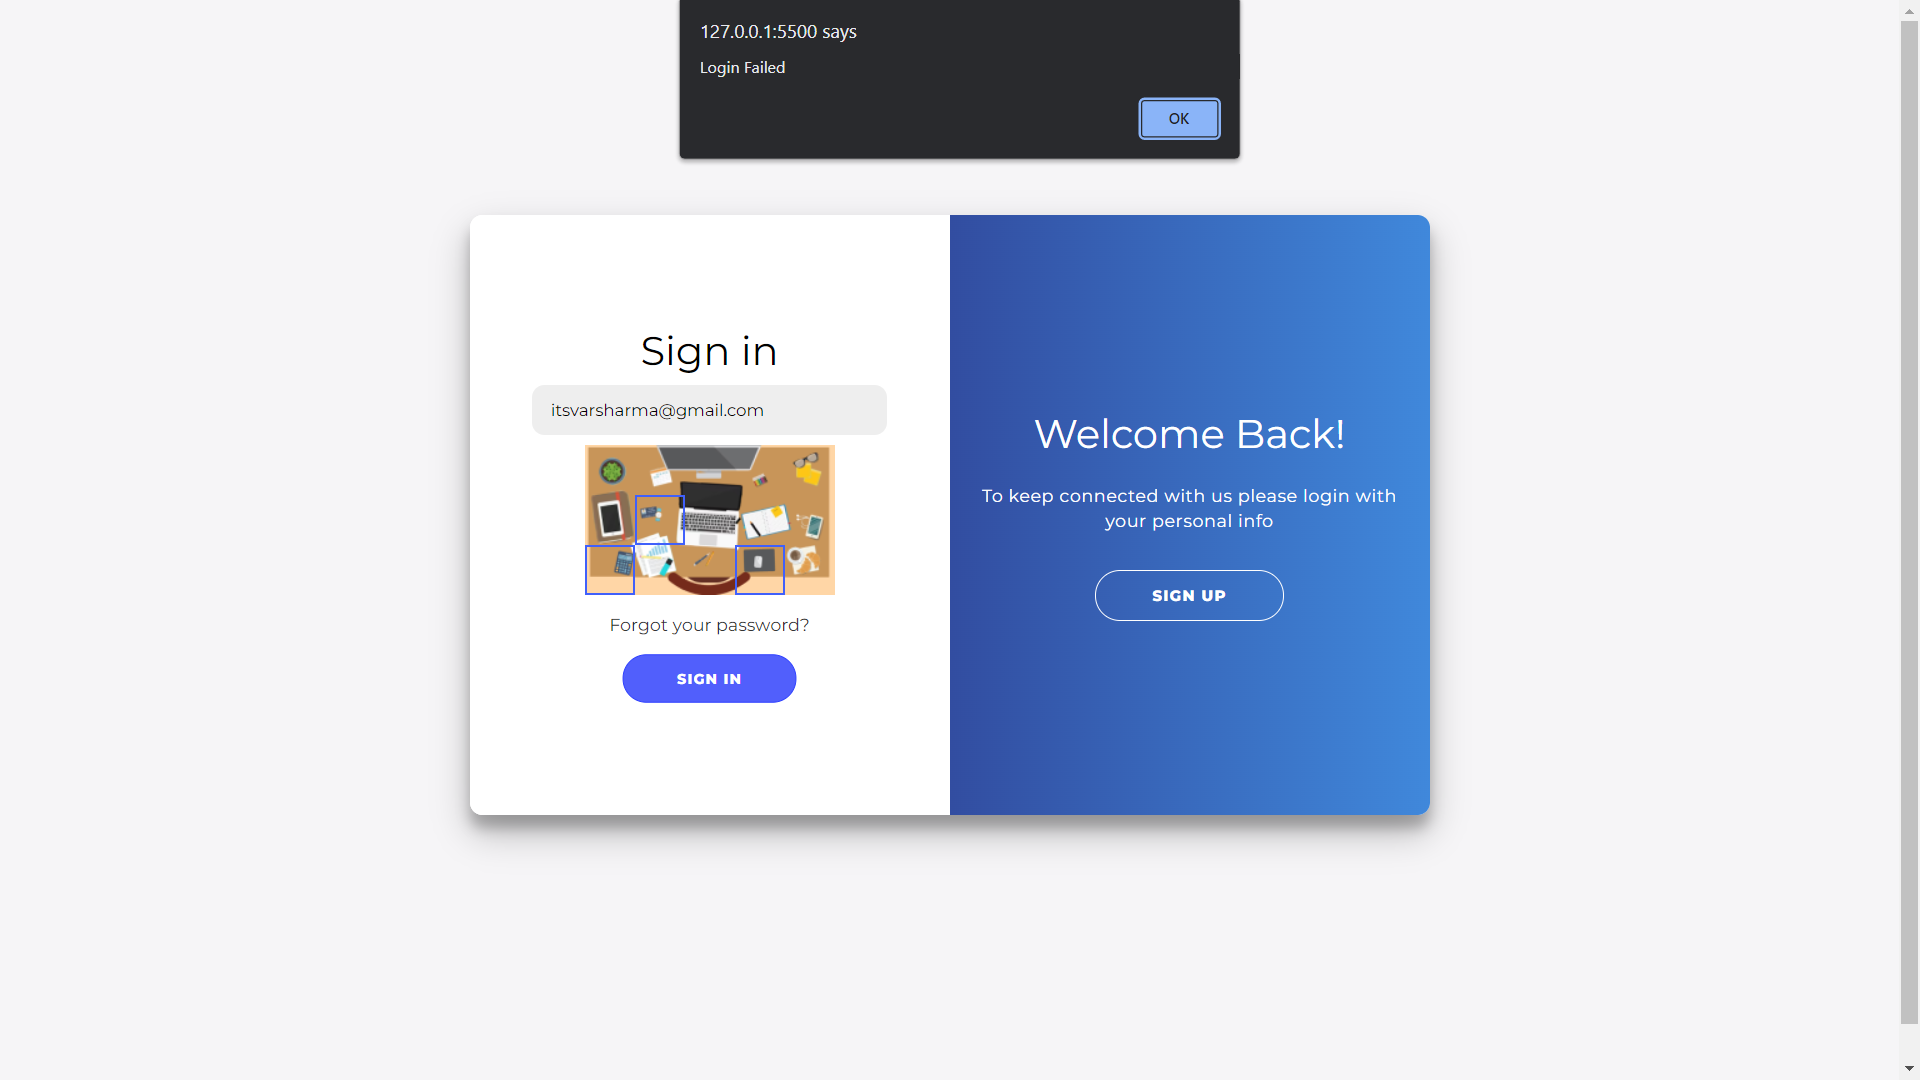 127.0.0.1:5500 says
Login Failed
OK
Sign in
itsvarsharma@gmail.com
Forgot your password?
SIGN IN
Welcome Back!
To keep connected with us please login with
your personal info
SIGN UP